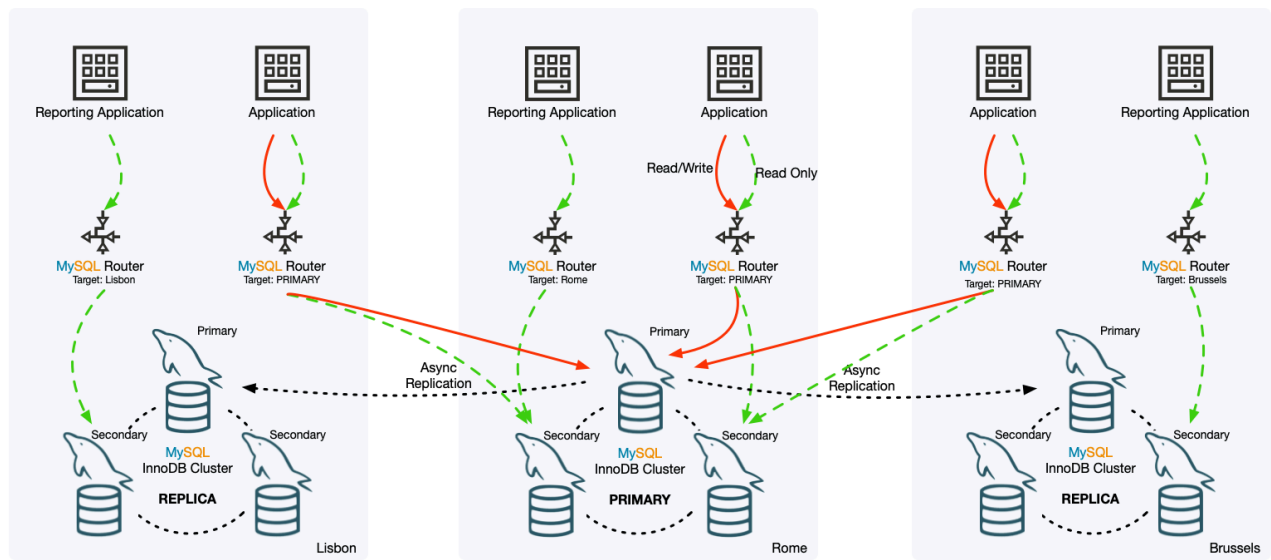 Reporting Application
Application
Reporting Application
Application
Application
Reporting Application
Read/Write
Read Only
MySQL Router
Target: Lisbon
MySQL Router
Target: PRIMARY
MySQL Router
Target: Rome
MySQL Router
Target: PRIMARY
MySQL Router
Target: PRIMARY
MySQL Router
Target: Brussels
Primary
Primary
Primary
Async
Replication
Async
Replication
Secondary
Secondary
MySQL
InnoDB Cluster
REPLICA
Lisbon
Secondary
Secondary
MySQL
InnoDB Cluster
PRIMARY
Rome
Secondary
Secondary
MySQL
InnoDB Cluster
REPLICA
Brussels